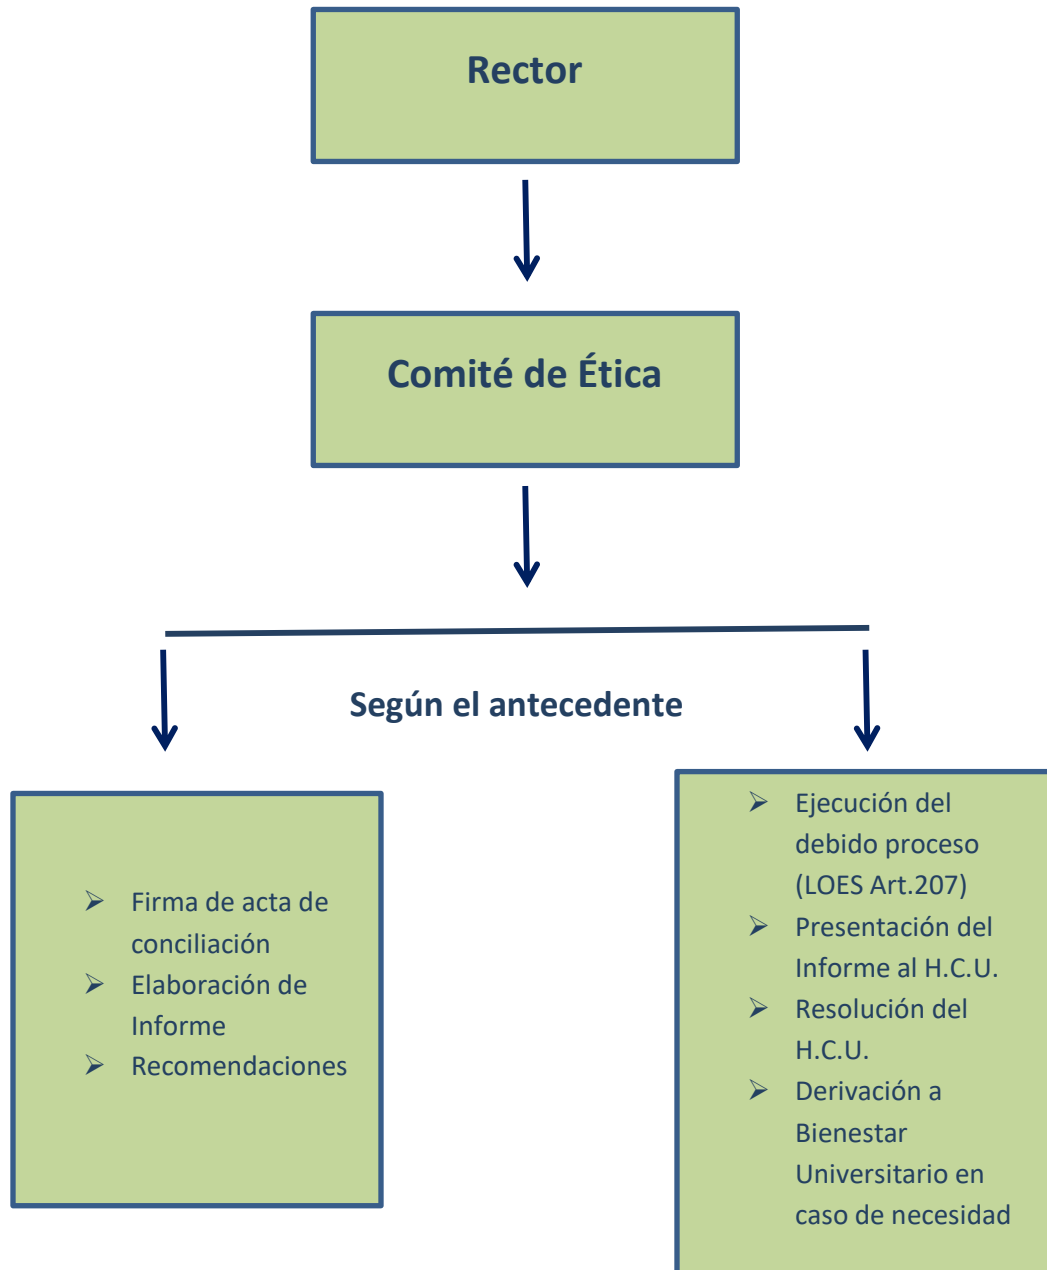 Rector
Comité de Ética
Según el antecedente
➢ Firma de acta de
conciliación
➢ Elaboración de
Informe
➢ Recomendaciones
➢ Ejecución del
debido proceso
(LOES Art.207)
➢ Presentación del
Informe al H.C.U.
➢ Resolución del
H.C.U.
➢ Derivación a
Bienestar
Universitario en
caso de necesidad